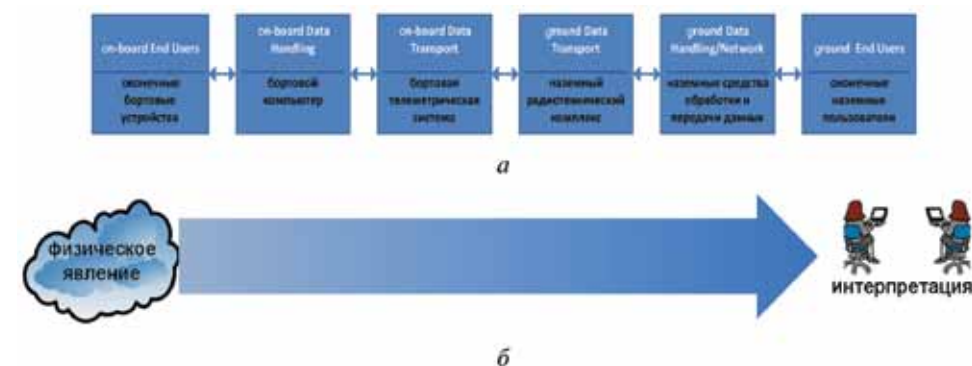 on-board End Users
оконечные
бортовые
устройства
on-board Data
Handling
бортовой
компьютер
on-board Data
Transport
бортовая
телеметрическая
система
ground Data
Transport
наземный
радиотехнический
комплекс
ground Data
Handling/Network
наземные средства
обработки и
передачи данных
ground End Users
оконечные
наземные
пользователи
а
физическое
явление
интерпретация
б